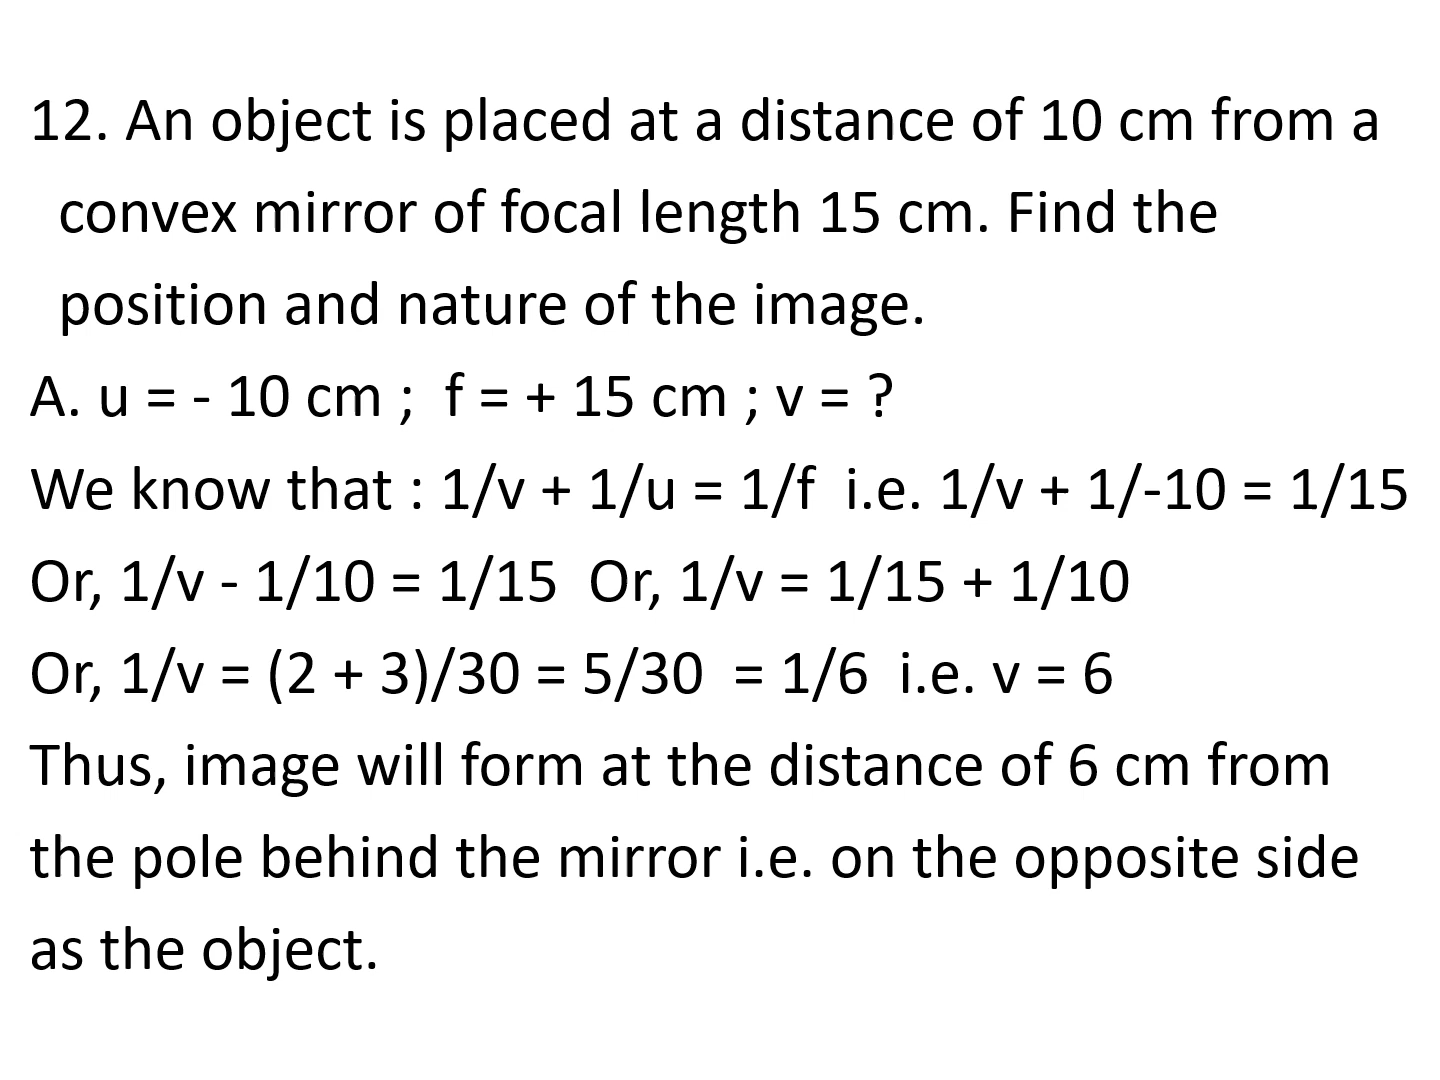 12. An object is placed at a distance of 10 cm from a
convex mirror of focal length 15 cm. Find the
position and nature of the image.
A. u = - 10 cm ;  f = + 15 cm ; v = ?
We know that : 1/v + 1/u = 1/f  i.e. 1/v + 1/-10 = 1/15
Or, 1/v - 1/10 = 1/15  Or, 1/v = 1/15 + 1/10
Or, 1/v = (2 + 3)/30 = 5/30  = 1/6  i.e. v = 6
Thus, image will form at the distance of 6 cm from
the pole behind the mirror i.e. on the opposite side
as the object.